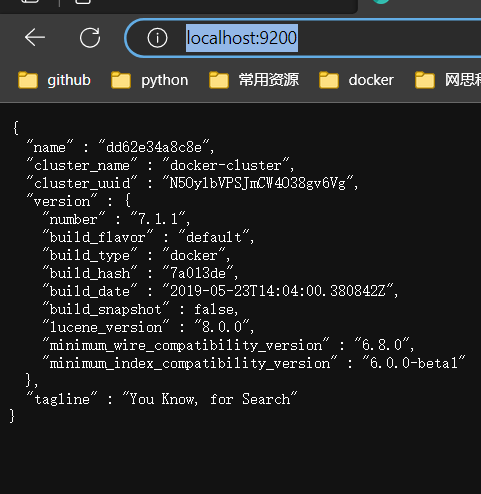 localhost:9200
github python 常用资源 docker 网思科
{
"name" : "dd62e34a8c8e",
"cluster_name" : "docker-cluster",
"cluster_uuid" : "N5Oy1bVPSJmCW4O38gv6Vg",
"version" : {
"number" : "7.1.1",
"build_flavor" : "default",
"build_type" : "docker",
"build_hash" : "7a013de",
"build_date" : "2019-05-23T14:04:00.380842Z",
"build_snapshot" : false,
"lucene_version" : "8.0.0",
"minimum_wire_compatibility_version" : "6.8.0",
"minimum_index_compatibility_version" : "6.0.0-beta1"
},
"tagline" : "You Know, for Search"
}